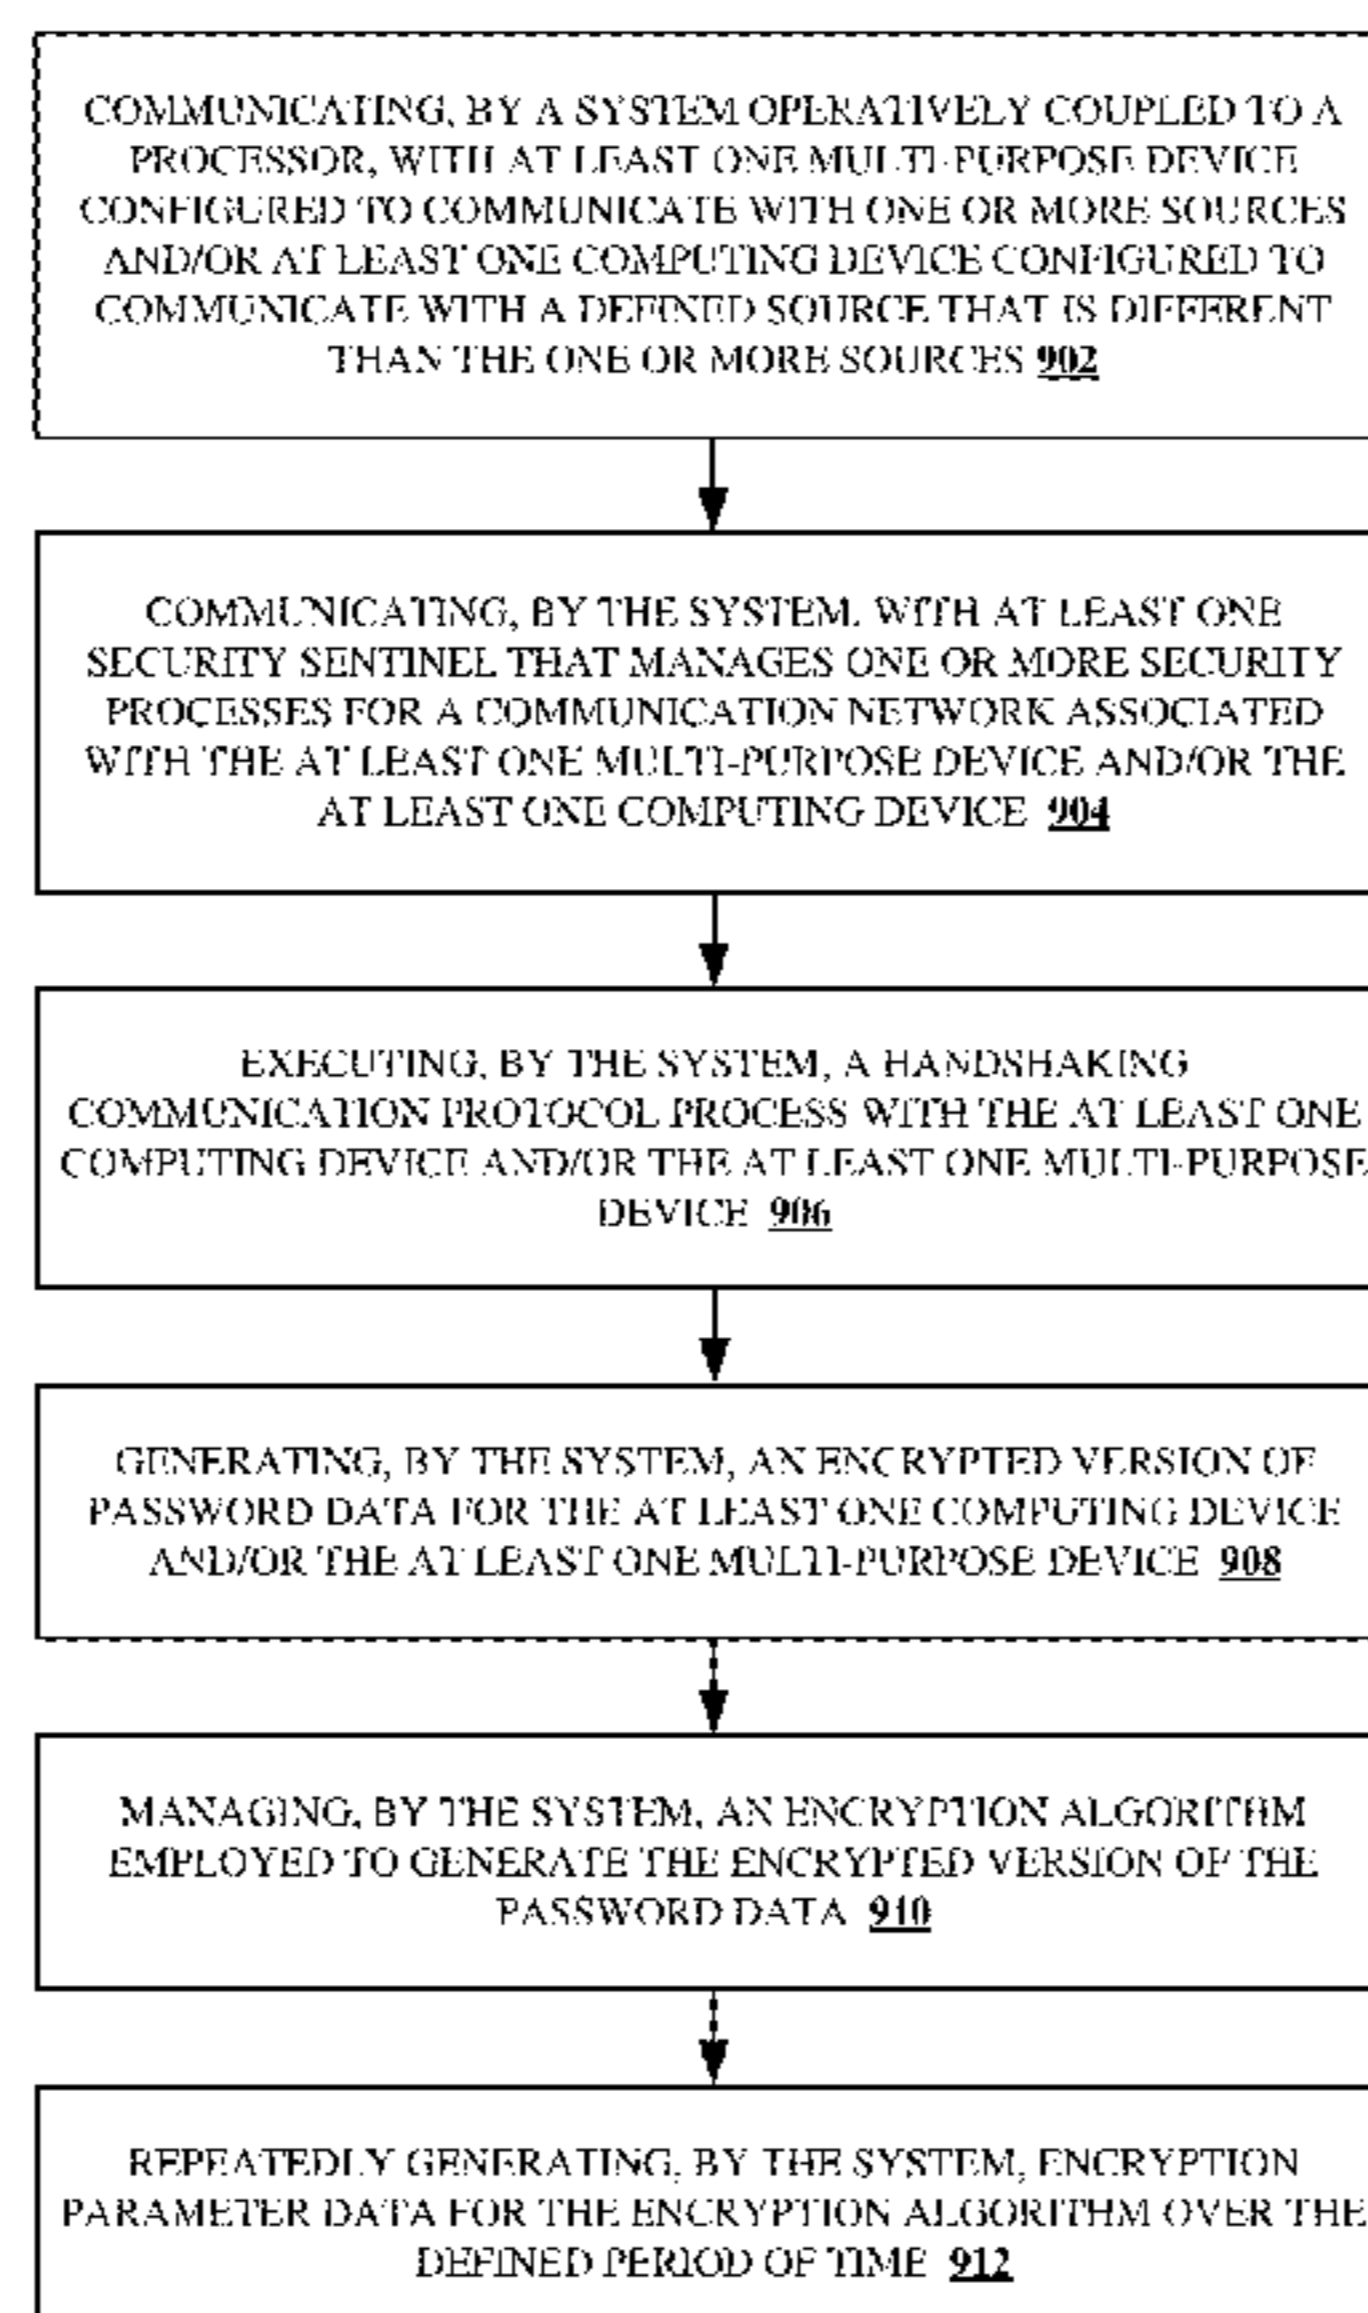 COMMUNICATING, BY A SYSTEM OPERATIVELY COUPLED TO A
PROCESSOR, WITH AT LEAST ONE MULTI-PURPOSE DEVICE
CONFIGURED TO COMMUNICATE WITH ONE OR MORE SOURCES
AND/OR AT LEAST ONE COMPUTING DEVICE CONFIGURED TO
COMMUNICATE WITH A DEFINED SOURCE THAT IS DIFFERENT
THAN THE ONE OR MORE SOURCES 902
COMMUNICATING, BY THE SYSTEM, WITH AT LEAST ONE
SECURITY SENTINEL THAT MANAGES ONE OR MORE SECURITY
PROCESSES FOR A COMMUNICATION NETWORK ASSOCIATED
WITH THE AT LEAST ONE MULTI-PURPOSE DEVICE AND/OR THE
AT LEAST ONE COMPUTING DEVICE 904
EXECUTING, BY THE SYSTEM, A HANDSHAKING
COMMUNICATION PROTOCOL PROCESS WITH THE AT LEAST ONE
COMPUTING DEVICE AND/OR THE AT LEAST ONE MULTI-PURPOSE
DEVICE 906
GENERATING, BY THE SYSTEM, AN ENCRYPTED VERSION OF
PASSWORD DATA FOR THE AT LEAST ONE COMPUTING DEVICE
AND/OR THE AT LEAST ONE MULTI-PURPOSE DEVICE 908
MANAGING, BY THE SYSTEM, AN ENCRYPTION ALGORITHM
EMPLOYED TO GENERATE THE ENCRYPTED VERSION OF THE
PASSWORD DATA 910
REPEATEDLY GENERATING, BY THE SYSTEM, ENCRYPTION
PARAMETER DATA FOR THE ENCRYPTION ALGORITHM OVER THE
DEFINED PERIOD OF TIME 912